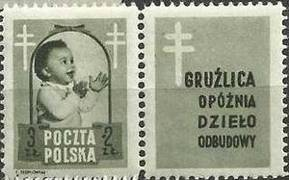 3 ZŁ POCZTA 2 ZŁ
POLSKA
GRUŹLICA
OPÓŹNIA
DZIEŁO
ODBUDOWY